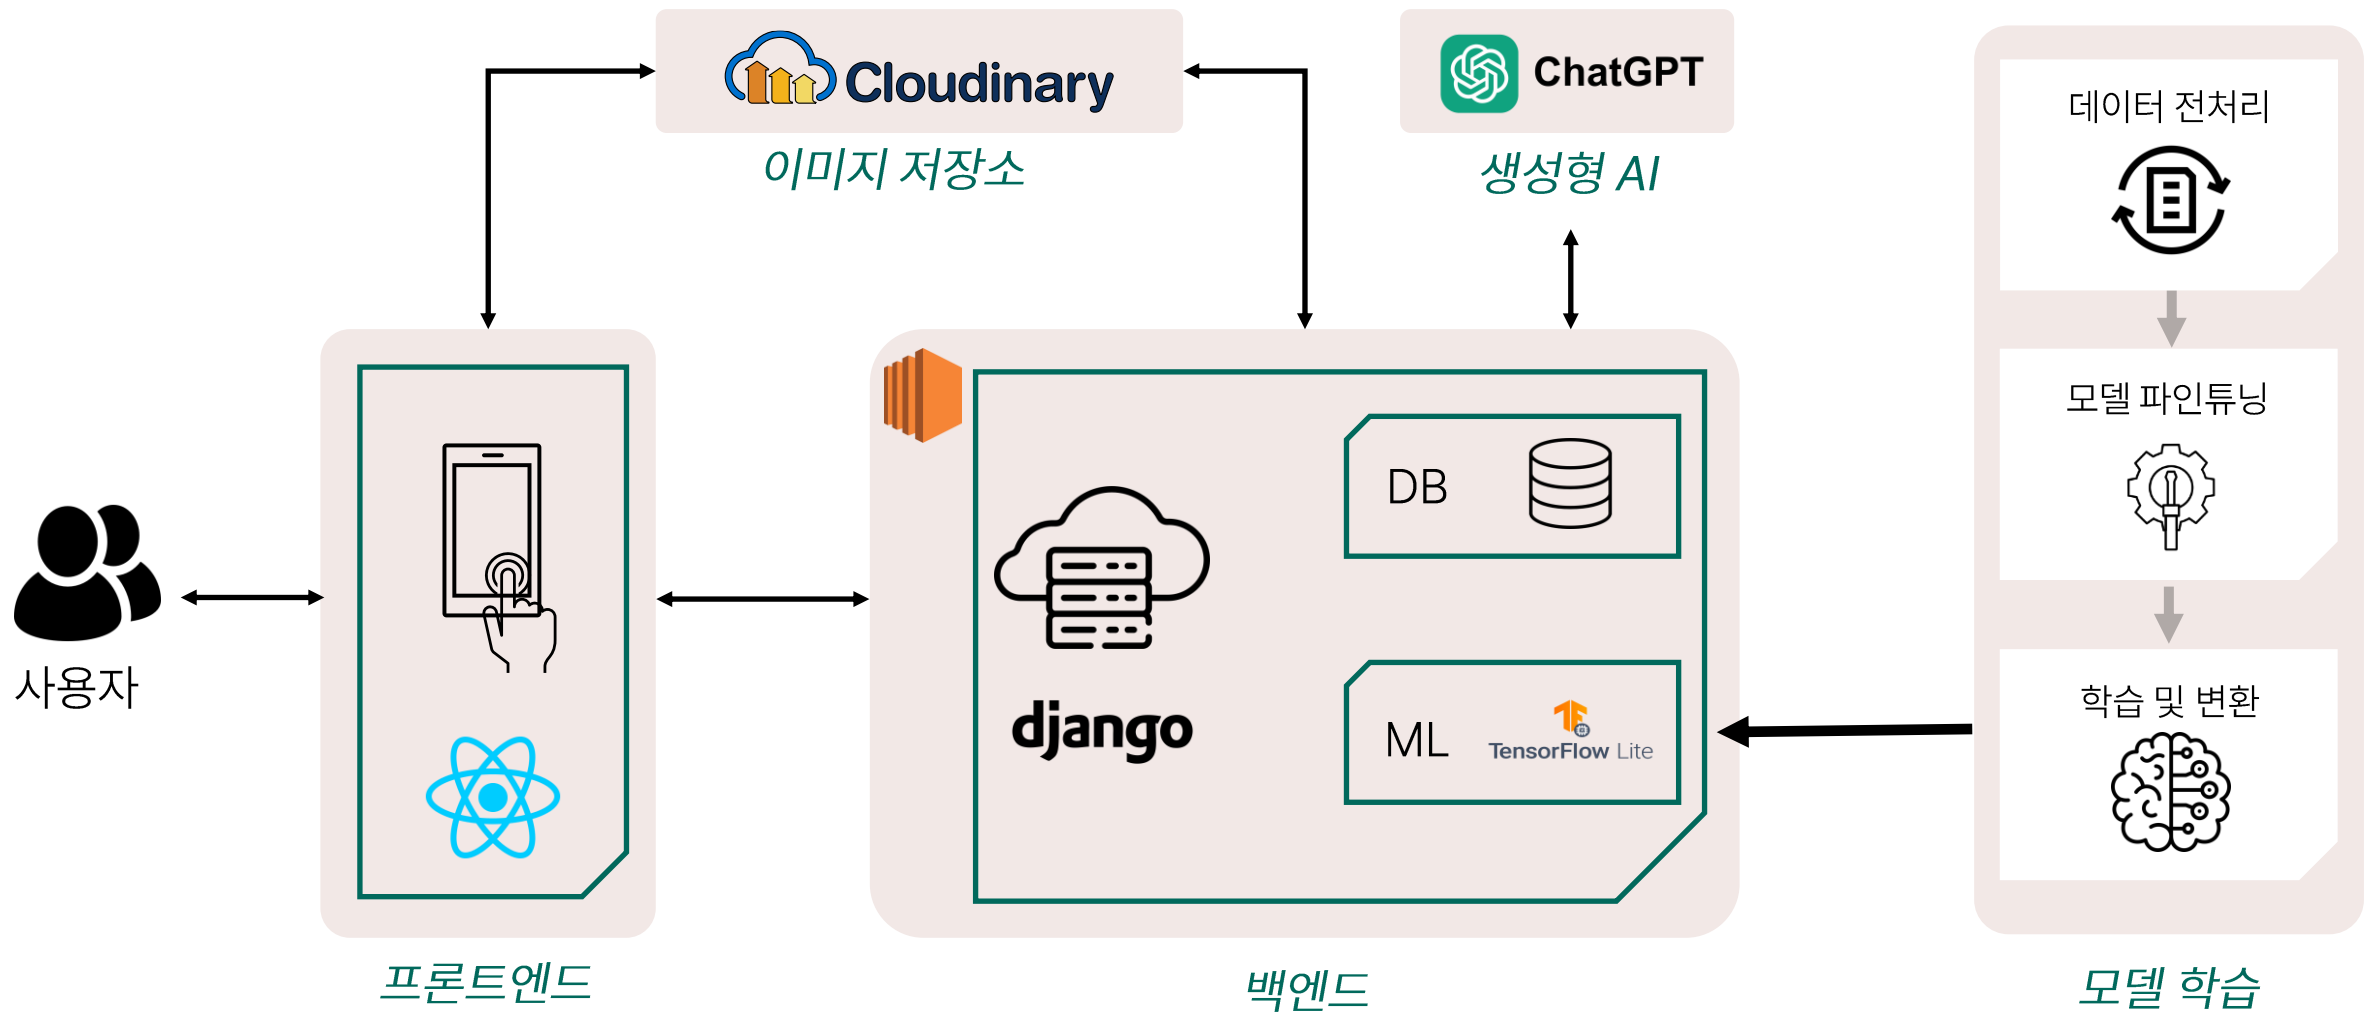 Cloudinary
이미지 저장소
ChatGPT
생성형 AI
사용자
프론트엔드
django
DB
ML
TensorFlow Lite
백엔드
데이터 전처리
모델 파인튜닝
학습 및 변환
모델 학습